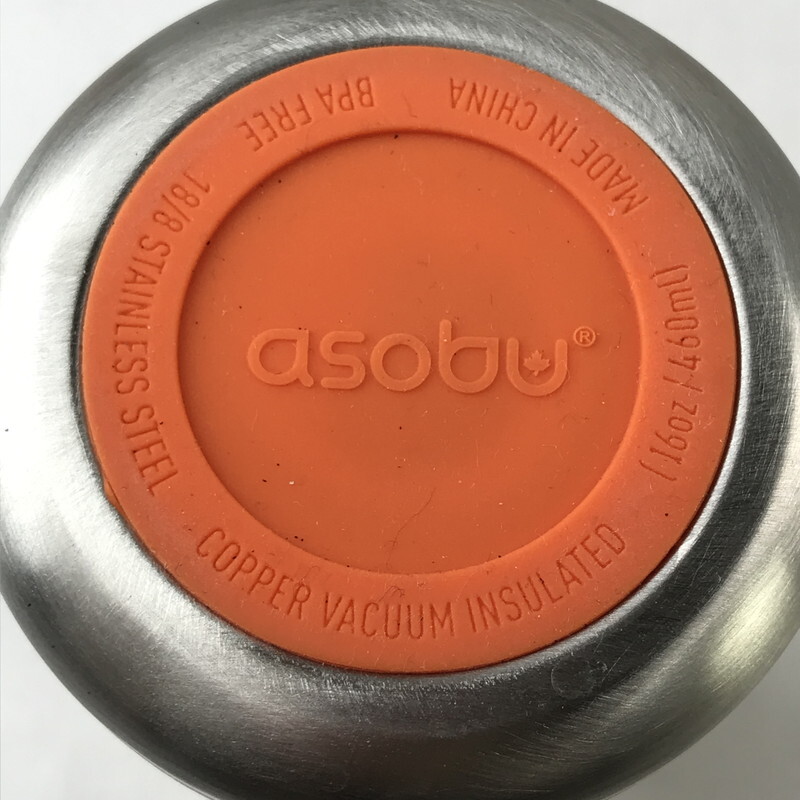 asobu®
COPPER VACUUM INSULATED
(16oz / 460ml)
MADE IN CHINA
BPA FREE
18/8 STAINLESS STEEL